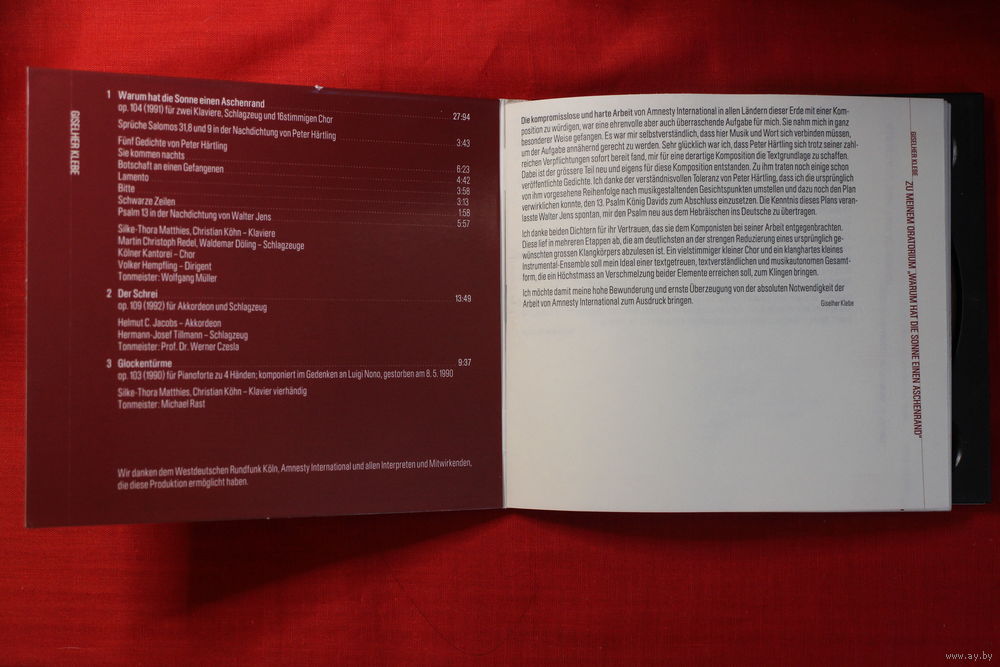 GISELHER KLEBE
1 Warum hat die Sonne einen Aschenrand
op. 104 (1991) für zwei Klaviere, Schlagzeug und 16stimmigen Chor 27:94
Sprüche Salomos 31,8 und 9 in der Nachdichtung von Peter Härtling 3:43
Fünf Gedichte von Peter Härtling
Sie kommen nachts 6:23
Botschaft an einen Gefangenen 4:42
Lamento 3:58
Bitte 3:13
Schwarze Zeilen 1:58
Psalm 13 in der Nachdichtung von Walter Jens 5:57
Silke-Thora Matthies, Christian Köhn – Klaviere
Martin Christoph Redel, Waldemar Döling – Schlagzeuge
Kölner Kantorei – Chor
Volker Hempfling – Dirigent
Tonmeister: Wolfgang Müller
2 Der Schrei 13:49
op. 109 (1992) für Akkordeon und Schlagzeug
Helmut C. Jacobs – Akkordeon
Hermann-Josef Tillmann – Schlagzeug
Tonmeister: Prof. Dr. Werner Czesla
3 Glockentürme 9:37
op. 103 (1990) für Pianoforte zu 4 Händen; komponiert im Gedenken an Luigi Nono, gestorben am 8. 5. 1990
Silke-Thora Matthies, Christian Köhn – Klavier vierhändig
Tonmeister: Michael Rast
Wir danken dem Westdeutschen Rundfunk Köln, Amnesty International und allen Interpreten und Mitwirkenden,
die diese Produktion ermöglicht haben.
Die kompromisslose und harte Arbeit von Amnesty International in allen Ländern dieser Erde mit einer Kom-
position zu würdigen, war eine ehrenvolle aber auch überraschende Aufgabe für mich. Sie nahm mich in ganz
besonderer Weise gefangen. Es war mir selbstverständlich, dass hier Musik und Wort sich verbinden müssen,
um der Aufgabe annähernd gerecht zu werden. Sehr glücklich war ich, dass Peter Härtling sich trotz seiner zahl-
reichen Verpflichtungen sofort bereit fand, mir für eine derartige Komposition die Textgrundlage zu schaffen.
Dabei ist der grössere Teil neu und eigens für diese Komposition entstanden. Zu ihm traten noch einige schon
veröffentlichte Gedichte. Ich danke der verständnisvollen Toleranz von Peter Härtling, dass ich die ursprünglich
von ihm vorgesehene Reihenfolge nach musikgestaltenden Gesichtspunkten umstellen und dazu noch den Plan
verwirklichen konnte, den 13. Psalm König Davids zum Abschluss einzusetzen. Die Kenntnis dieses Plans veran-
lasste Walter Jens spontan, mir den Psalm neu aus dem Hebräischen ins Deutsche zu übertragen.
Ich danke beiden Dichtern für ihr Vertrauen, das sie dem Komponisten bei seiner Arbeit entgegenbrachten.
Diese lief in mehreren Etappen ab, die am deutlichsten an der strengen Reduzierung eines ursprünglich ge-
wünschten grossen Klangkörpers abzulesen ist. Ein vielstimmiger kleiner Chor und ein klanghartes kleines
Instrumental-Ensemble soll mein Ideal einer textgetreuen, textverständlichen und musikautonomen Gesamt-
form, die ein Höchstmass an Verschmelzung beider Elemente erreichen soll, zum Klingen bringen.
Ich möchte damit meine hohe Bewunderung und ernste Überzeugung von der absoluten Notwendigkeit der
Arbeit von Amnesty International zum Ausdruck bringen. Giselher Klebe
GISELHER KLEBE
ZU MEINEM ORATORIUM „WARUM HAT DIE SONNE EINEN ASCHENRAND“
www.ay.by